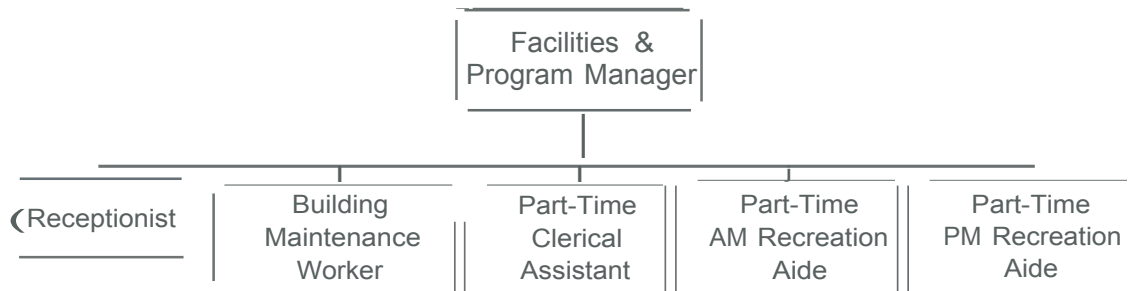 Facilities &
Program Manager
Receptionist
Building
Maintenance
Worker
Part-Time
Clerical
Assistant
Part-Time
AM Recreation
Aide
Part-Time
PM Recreation
Aide